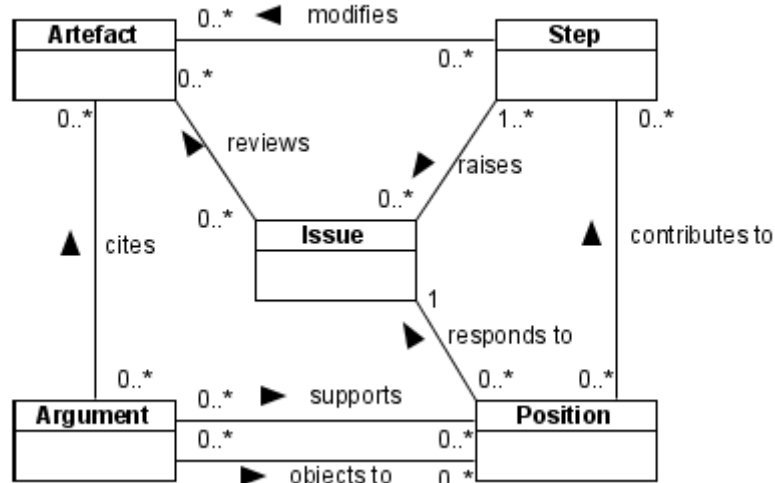 0..* modifies
Artefact Step
0..* 0..*
0..* 1..* 0..*
reviews
raises
0..*
0..*
Issue
cites contributes to
1
responds to
0..* 0..* 0..*
0..* supports
Argument Position
0..* 0..*
objects to 0..*